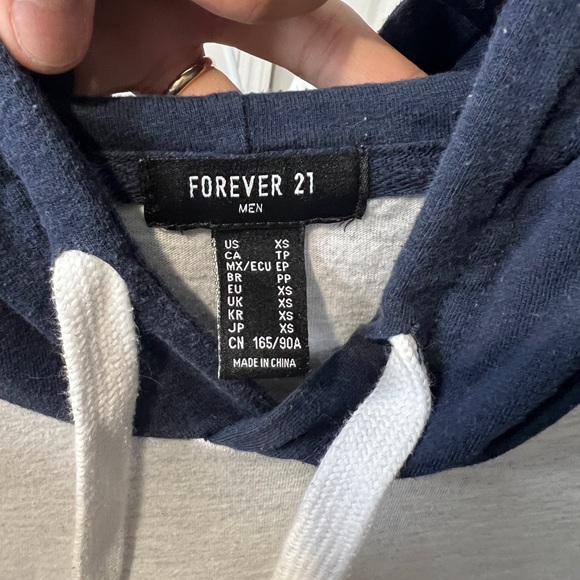 FOREVER 21
MEN
US XS
CA TP
MX/ECU EP
BR PP
EU XS
UK XS
KR XS
JP XS
CN 165/90A
MADE IN CHINA